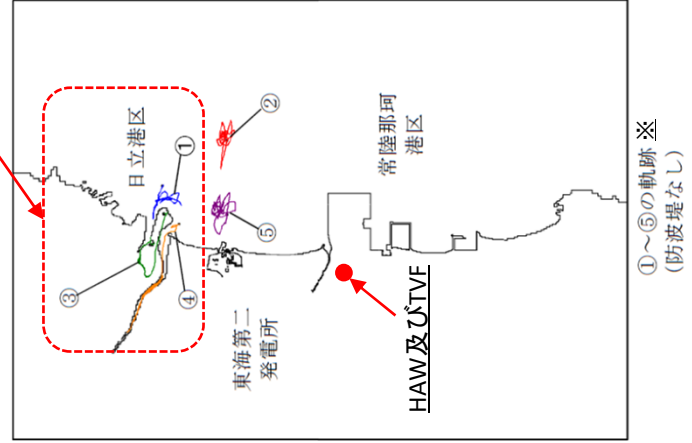 日立港区
①
②
③
④
⑤
東海第二
発電所
常陸那珂
港区
HAW及びTVF
①～⑤の軌跡※
(防波堤なし)